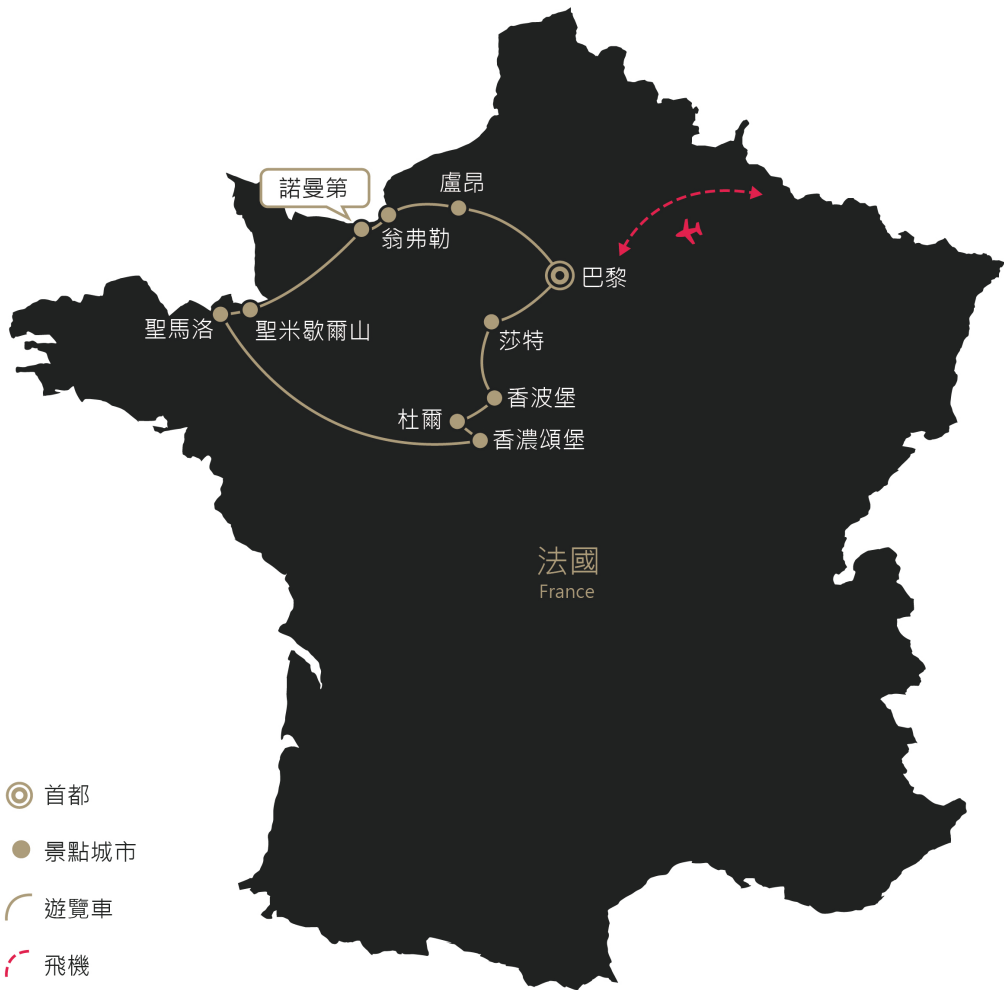 諾曼第
盧昂
翁弗勒
巴黎
聖馬洛
聖米歇爾山
莎特
香波堡
杜爾
香濃頌堡
法國
France
首都
景點城市
遊覽車
飛機